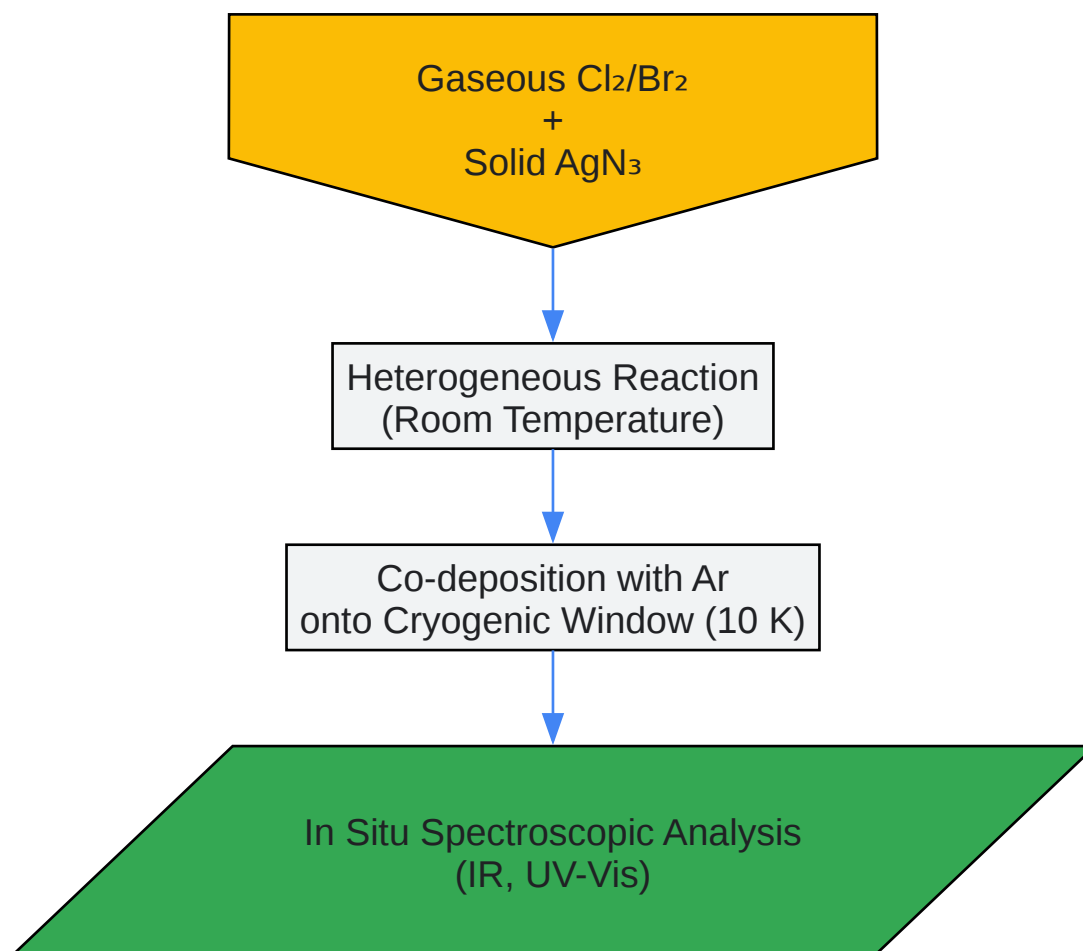 Gaseous Cl₂/Br₂
+
Solid AgN₃
Heterogeneous Reaction
(Room Temperature)
Co-deposition with Ar
onto Cryogenic Window (10 K)
In Situ Spectroscopic Analysis
(IR, UV-Vis)